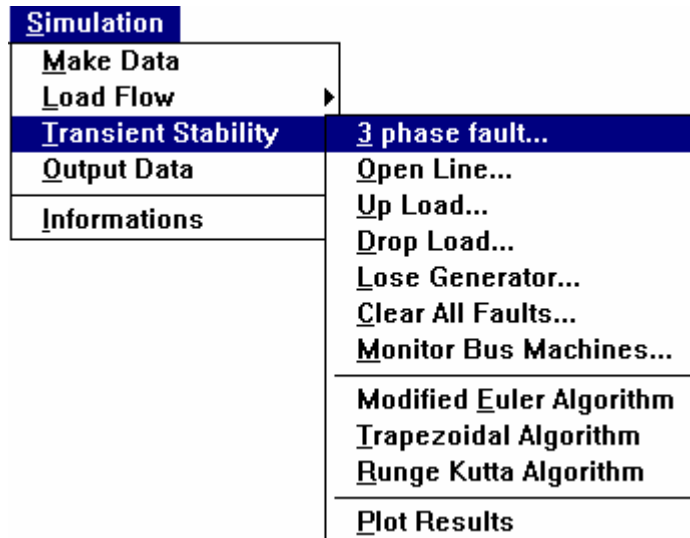 Simulation
Make Data
Load Flow
Transient Stability
Output Data
Informations
3 phase fault...
Open Line...
Up Load...
Drop Load...
Lose Generator...
Clear All Faults...
Monitor Bus Machines...
Modified Euler Algorithm
Trapezoidal Algorithm
Runge Kutta Algorithm
Plot Results